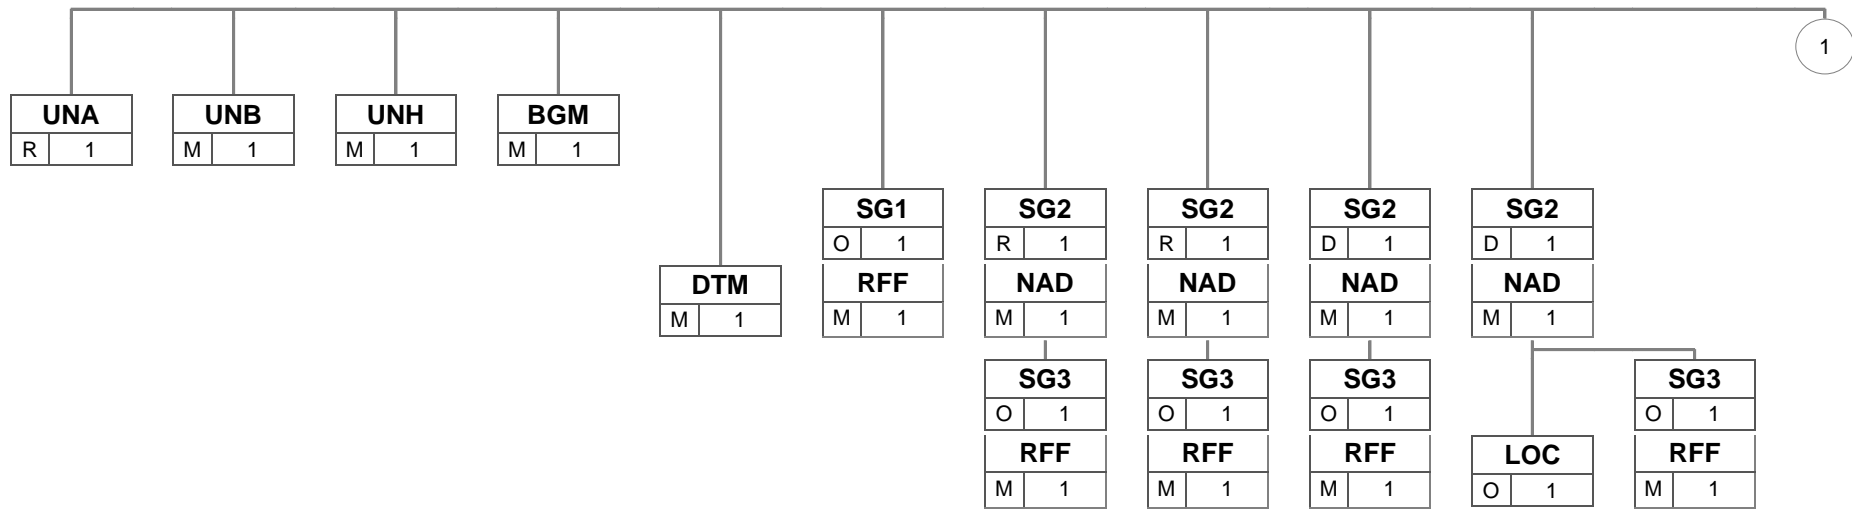 1
UNA UNB UNH BGM
R 1 M 1 M 1 M 1
SG1 SG2 SG2 SG2 SG2
O 1 R 1 R 1 D 1 D 1
DTM RFF NAD NAD NAD NAD
M 1 M 1 M 1 M 1 M 1 M 1
SG3 SG3 SG3 SG3
O 1 O 1 O 1 O 1
RFF RFF RFF LOC RFF
M 1 M 1 M 1 O 1 M 1